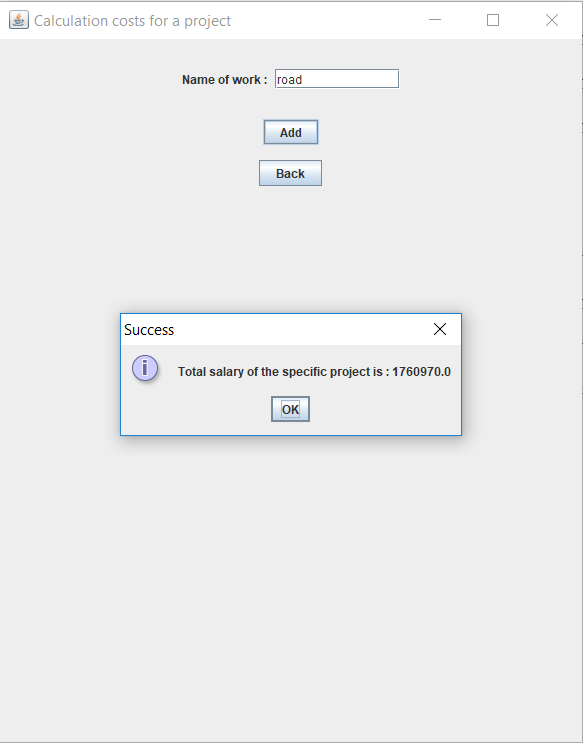 Calculation costs for a project
Name of work : road
Add
Back
Success
i Total salary of the specific project is : 1760970.0
OK